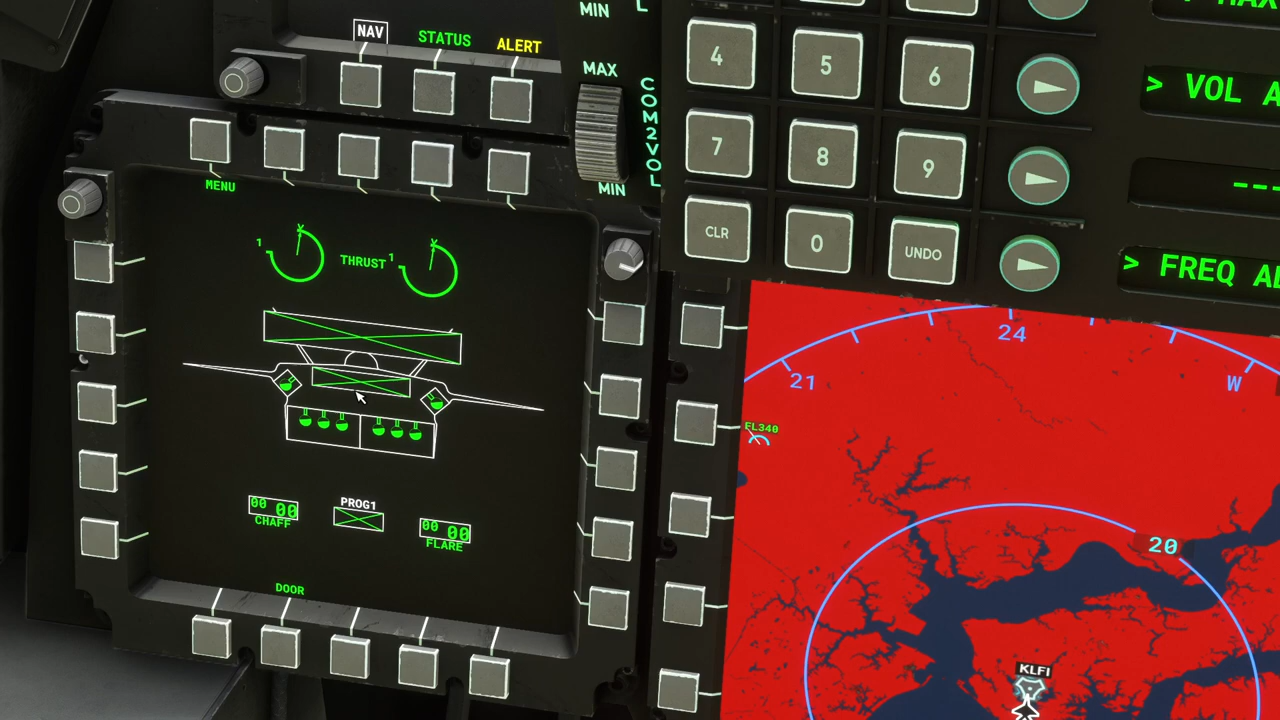 NAV
STATUS
ALERT
MIN
L
MAX
COM2VOL
MIN
4
5
6
7
8
9
CLR
0
UNDO
> VOL A
---
> FREQ AL
MENU
1
THRUST
1
00 00
CHAFF
PROG1
00 00
FLARE
DOOR
24
21
W
FL340
20
KLFI